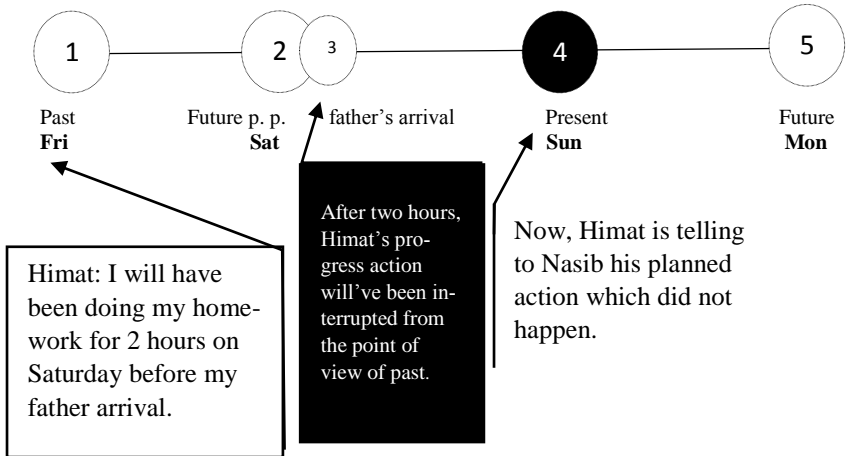 1 2 3 4 5
Past Future p. p. father's arrival Present Future
Fri Sat Sun Mon
Himat: I will have
been doing my home-
work for 2 hours on
Saturday before my
father arrival.
After two hours,
Himat's pro-
gress action
will've been in-
terrupted from
the point of
view of past.
Now, Himat is telling
to Nasib his planned
action which did not
happen.